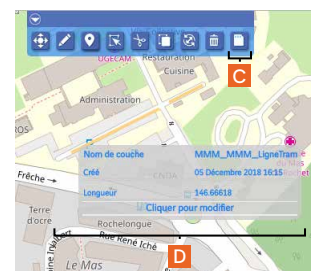 UGECAM
Restauration
Cuisine
C
Administration
ROS
Nom de couche MMM_MMM_LigneTram
Créé 05 Décembre 2018 16:15
Longueur 146.66618
Cliquer pour modifier
Frêche →
Terre
d'ocre
Rochelongue
Rue René Iché
D
Le Mas